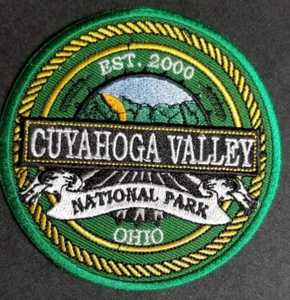 EST. 2000
CUYAHOGA VALLEY
NATIONAL PARK
OHIO